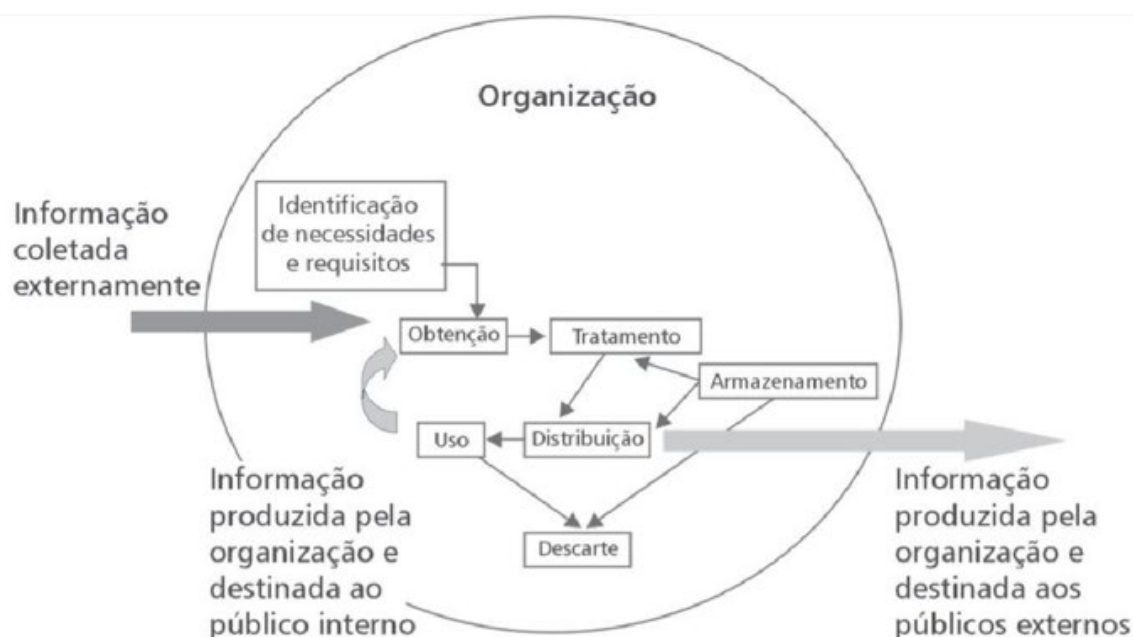 Organização
Informação
coletada
externamente
Identificação
de necessidades
e requisitos
Obtenção
Tratamento
Armazenamento
Uso
Distribuição
Descarte
Informação
produzida pela
organização e
destinada ao
público interno
Informação
produzida pela
organização e
destinada aos
públicos externos